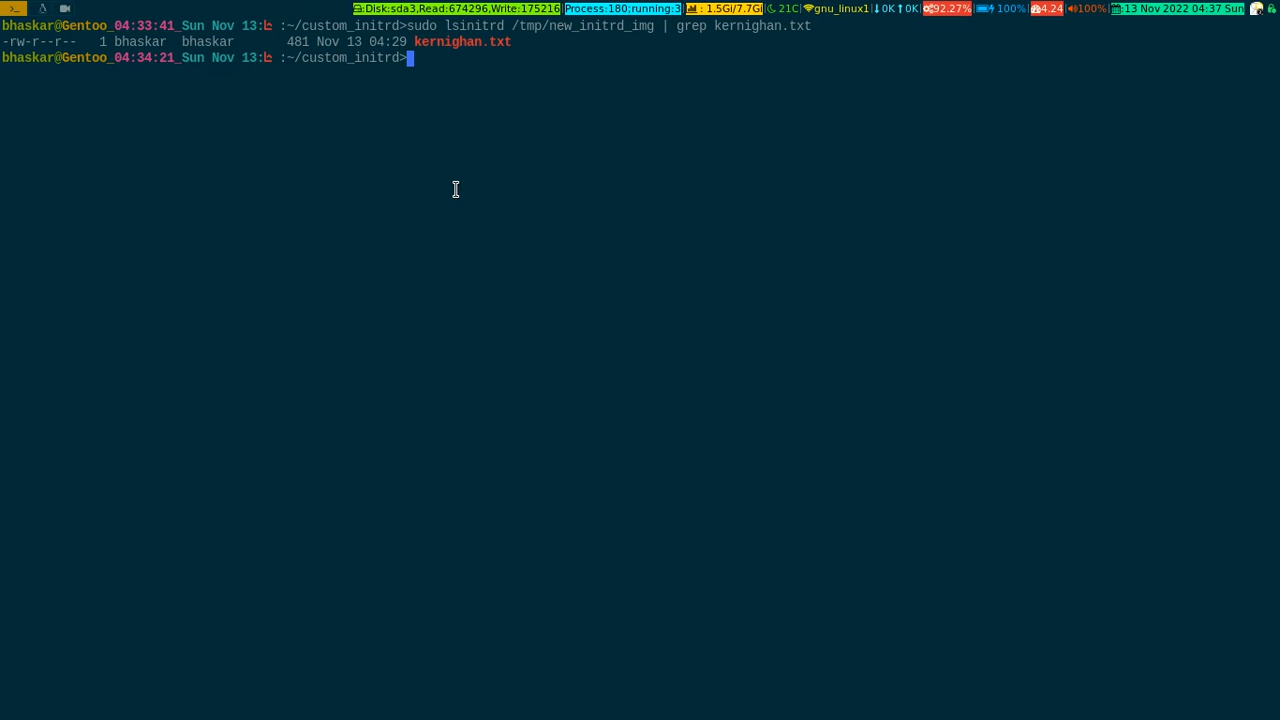 >_ Disk:sda3,Read:674296,Write:175216 Process:180;running:3 : 1.5Gi/7.7Gi 21C gnu_linux1 0K 0K 92.27% 100% 4.24 100% :13 Nov 2022 04:37 Sun
bhaskar@Gentoo_04:33:41_Sun Nov 13: :~/custom_initrd>sudo lsinitrd /tmp/new_initrd_img | grep kernighan.txt
-rw-r--r-- 1 bhaskar bhaskar 481 Nov 13 04:29 kernighan.txt
bhaskar@Gentoo_04:34:21_Sun Nov 13: :~/custom_initrd>